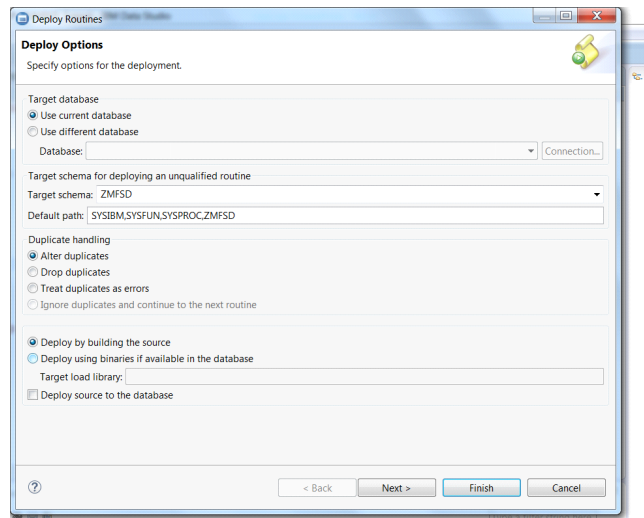 Deploy Routines
Data Studio
Deploy Options
Specify options for the deployment.
Target database
Use current database
Use different database
Database:
Connection...
Target schema for deploying an unqualified routine
Target schema: ZMFSD
Default path: SYSIBM,SYSFUN,SYSPROC,ZMFSD
Duplicate handling
Alter duplicates
Drop duplicates
Treat duplicates as errors
Ignore duplicates and continue to the next routine
Deploy by building the source
Deploy using binaries if available in the database
Target load library:
Deploy source to the database
?
< Back Next > Finish Cancel